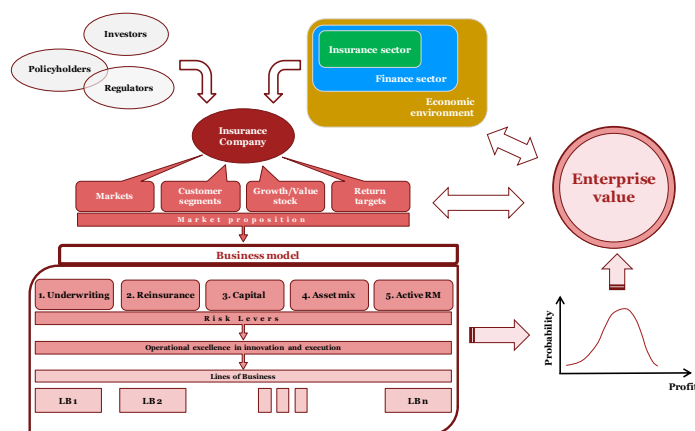 Investors
Policyholders
Regulators
Insurance sector
Finance sector
Economic
environment
Insurance
Company
Markets
Customer
segments
Growth/Value
stock
Return
targets
Market proposition
Enterprise
value
Business model
1. Underwriting
2. Reinsurance
3. Capital
4. Asset mix
5. Active RM
Risk Levers
Operational excellence in innovation and execution
Lines of Business
LB 1
LB 2
LB n
Probability
Profit